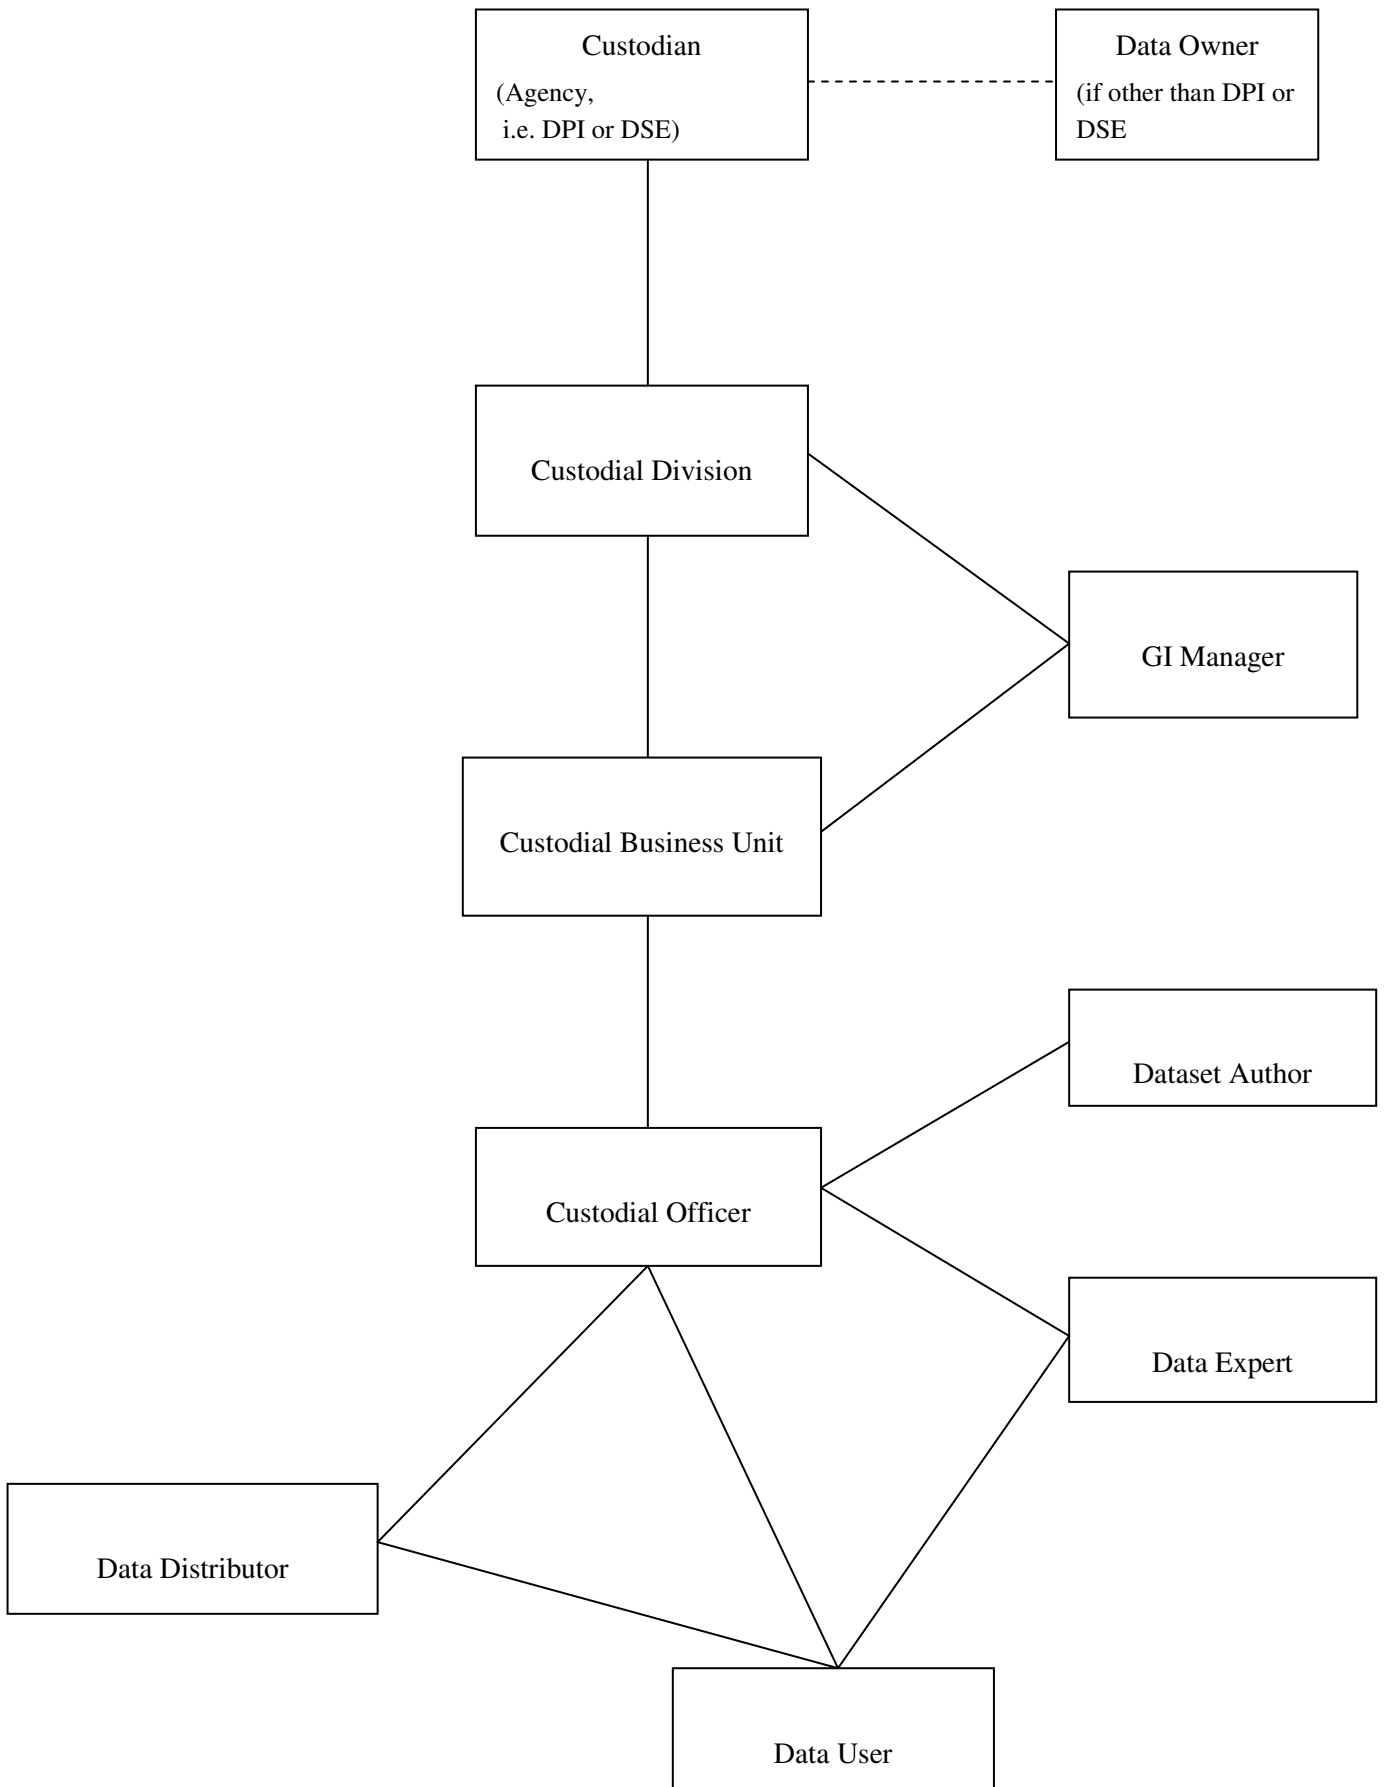 Custodian
(Agency,
i.e. DPI or DSE)
Data Owner
(if other than DPI or
DSE
Custodial Division
GI Manager
Custodial Business Unit
Dataset Author
Custodial Officer
Data Expert
Data Distributor
Data User